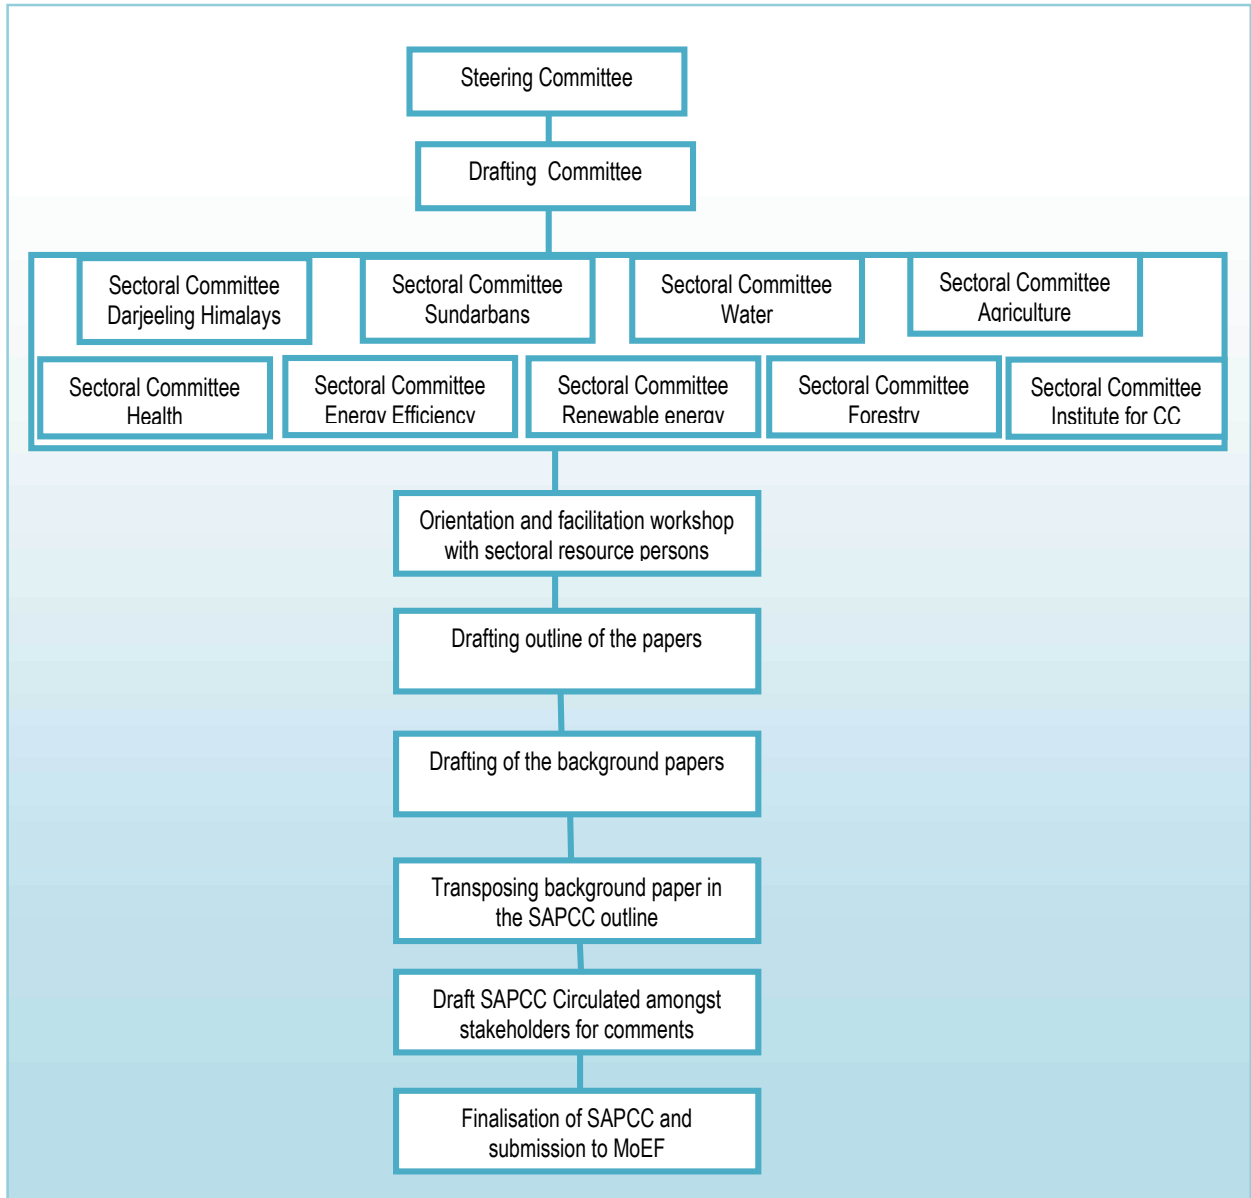 Steering Committee
Drafting Committee
Sectoral Committee
Darjeeling Himalays
Sectoral Committee
Sundarbans
Sectoral Committee
Water
Sectoral Committee
Agriculture
Sectoral Committee
Health
Sectoral Committee
Energy Efficiency
Sectoral Committee
Renewable energy
Sectoral Committee
Forestry
Sectoral Committee
Institute for CC
Orientation and facilitation workshop
with sectoral resource persons
Drafting outline of the papers
Drafting of the background papers
Transposing background paper in
the SAPCC outline
Draft SAPCC Circulated amongst
stakeholders for comments
Finalisation of SAPCC and
submission to MoEF